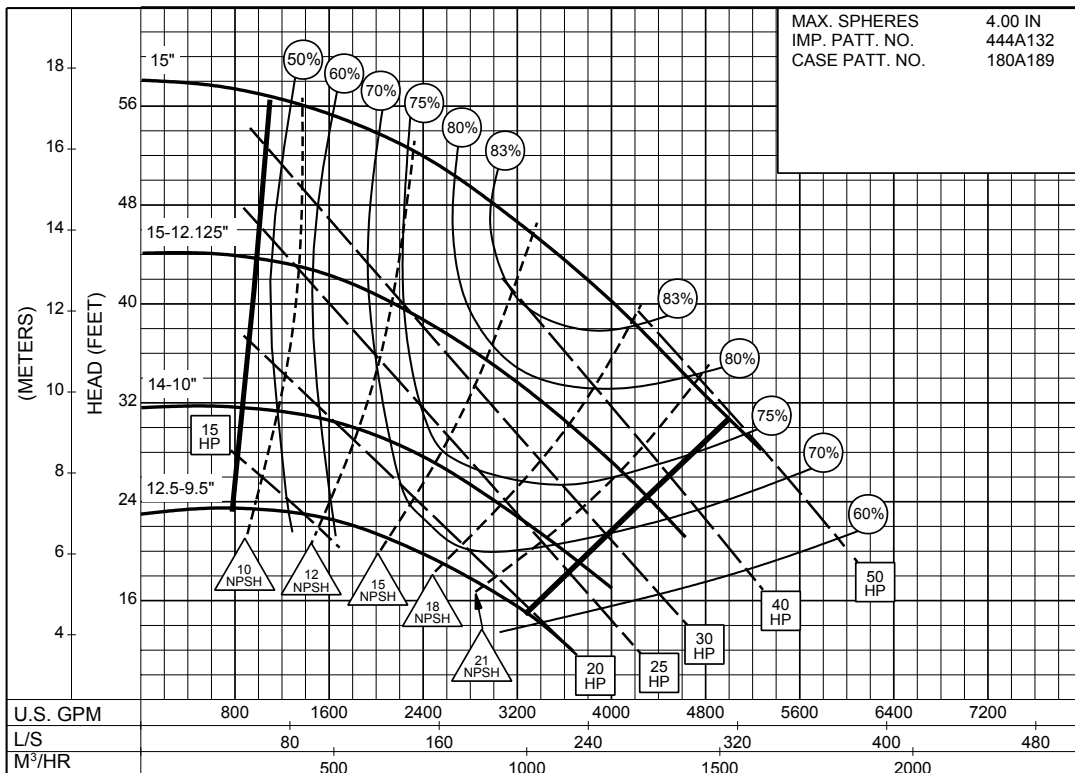 MAX. SPHERES 4.00 IN
IMP. PATT. NO. 444A132
CASE PATT. NO. 180A189
(METERS)
HEAD (FEET)
18
16
14
12
10
8
6
4
56
48
40
32
24
16
15"
15-12.125"
14-10"
12.5-9.5"
50%
60%
70%
75%
80%
83%
83%
80%
75%
70%
60%
15
HP
10
NPSH
12
NPSH
15
NPSH
18
NPSH
21
NPSH
20
HP
25
HP
30
HP
40
HP
50
HP
U.S. GPM 800 1600 2400 3200 4000 4800 5600 6400 7200
L/S 80 160 240 320 400 480
M³/HR 500 1000 1500 2000